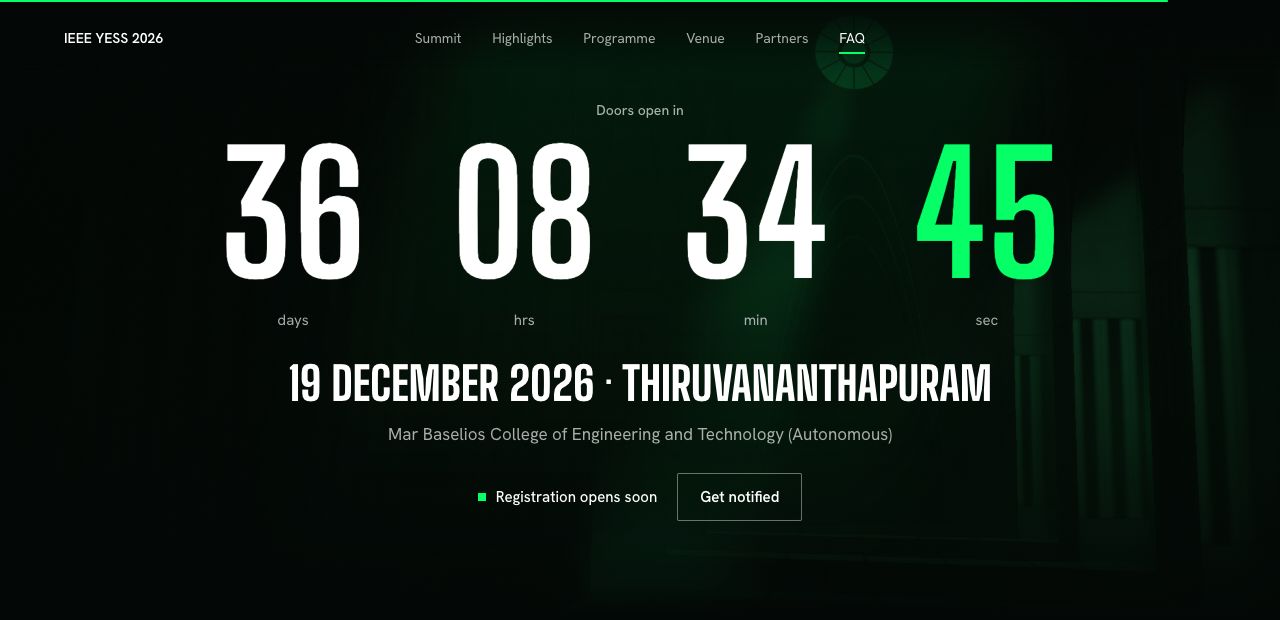 IEEE YESS 2026
Summit Highlights Programme Venue Partners FAQ
Doors open in
36 08 34 45
days hrs min sec
19 DECEMBER 2026 · THIRUVANANTHAPURAM
Mar Baselios College of Engineering and Technology (Autonomous)
Registration opens soon
Get notified